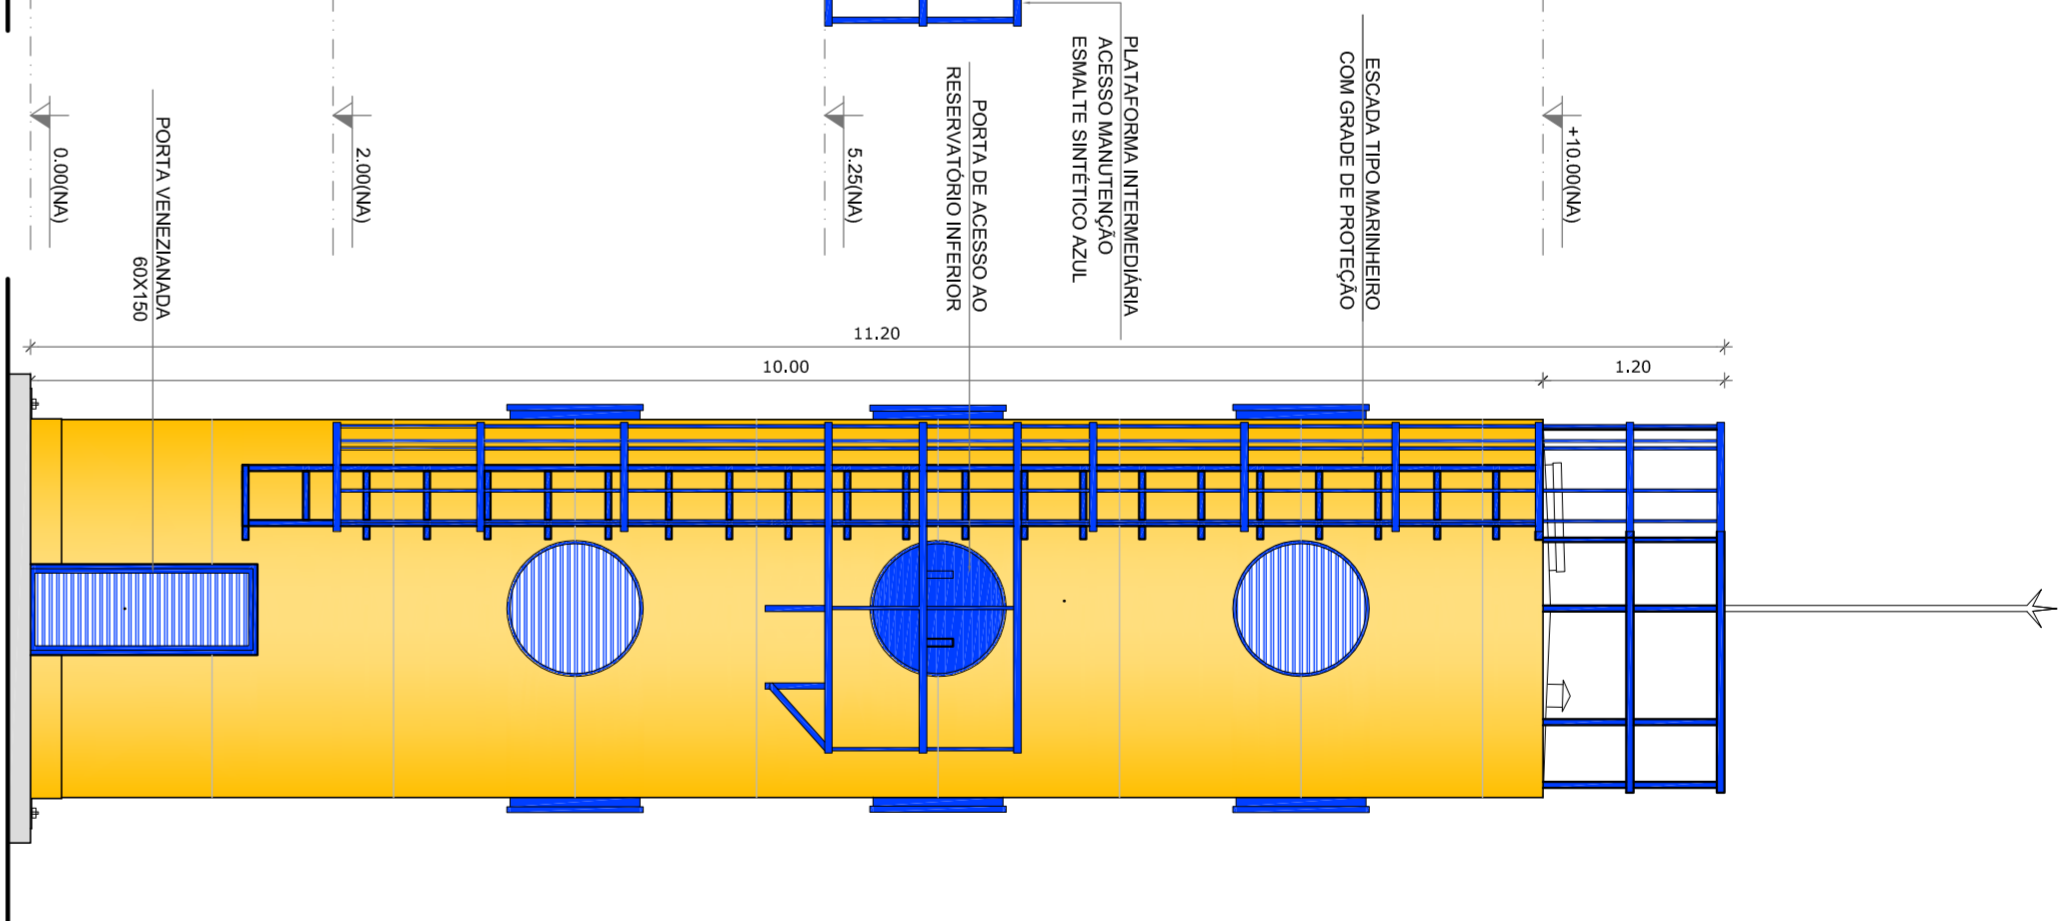 +10.00(NA)
ESCADA TIPO MARINHEIRO
COM GRADE DE PROTEÇÃO
PLATAFORMA INTERMEDIÁRIA
ACESSO MANUTENÇÃO
ESMALTE SINTÉTICO AZUL
PORTA DE ACESSO AO
RESERVATÓRIO INFERIOR
5.25(NA)
2.00(NA)
PORTA VENEZIANADA
60X150
0.00(NA)
11.20
10.00
1.20